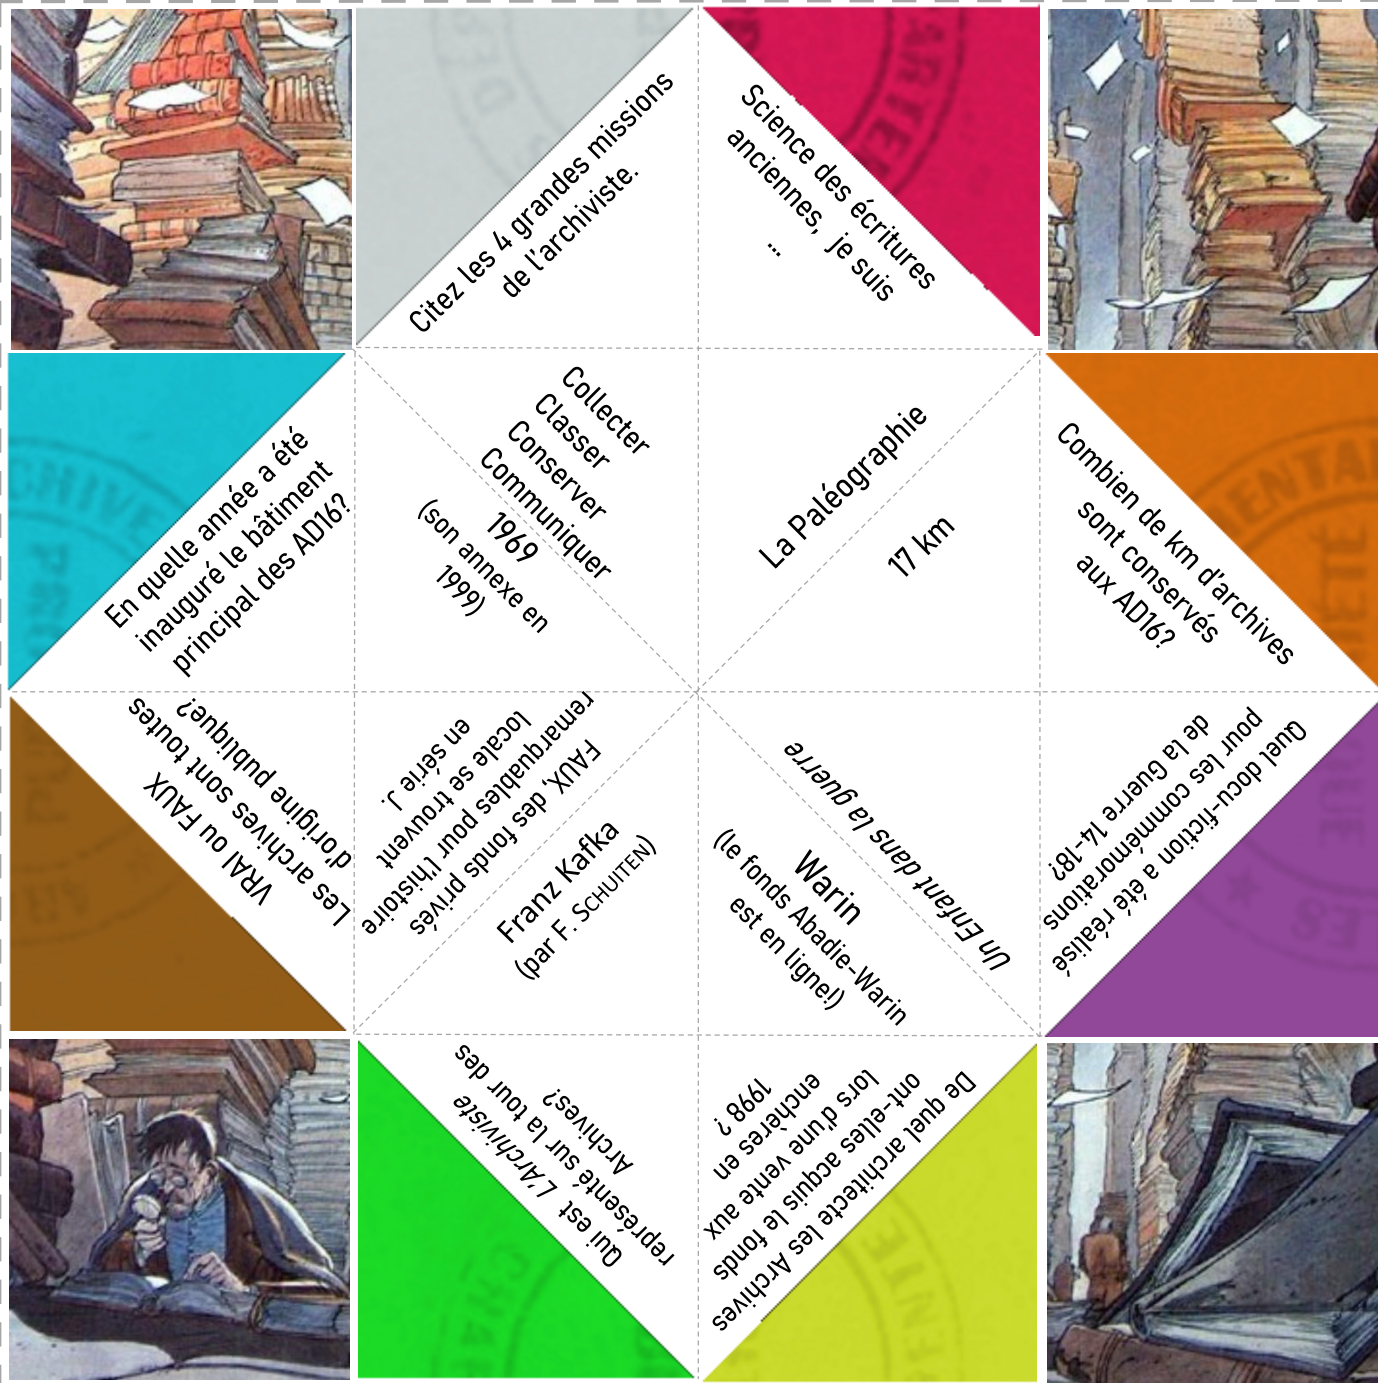 Citez les 4 grandes missions
de l'archiviste.
Science des écritures
anciennes, je suis
...
En quelle année a été
inauguré le bâtiment
principal des AD16?
Collecter
Classer
Conserver
Communiquer
1969
(son annexe en
1999)
La Paléographie
17 km
Combien de km d'archives
sont conservés
aux AD16?
VRAI ou FAUX
Les archives sont toutes
d'origine publique?
FAUX, des fonds privés
remarquables pour l'histoire
locale se trouvent
en série J.
Franz Kafka
(par F. SCHUITEN)
Un Enfant dans la guerre
Warin
(le fonds Abadie-Warin
est en ligne!)
Quel docu-fiction a été réalisé
pour les commémorations
de la Guerre 14-18?
Qui est L'Archiviste
représenté sur la tour des
Archives?
De quel architecte les Archives
ont-elles acquis le fonds
lors d'une vente aux
enchères en
1998 ?